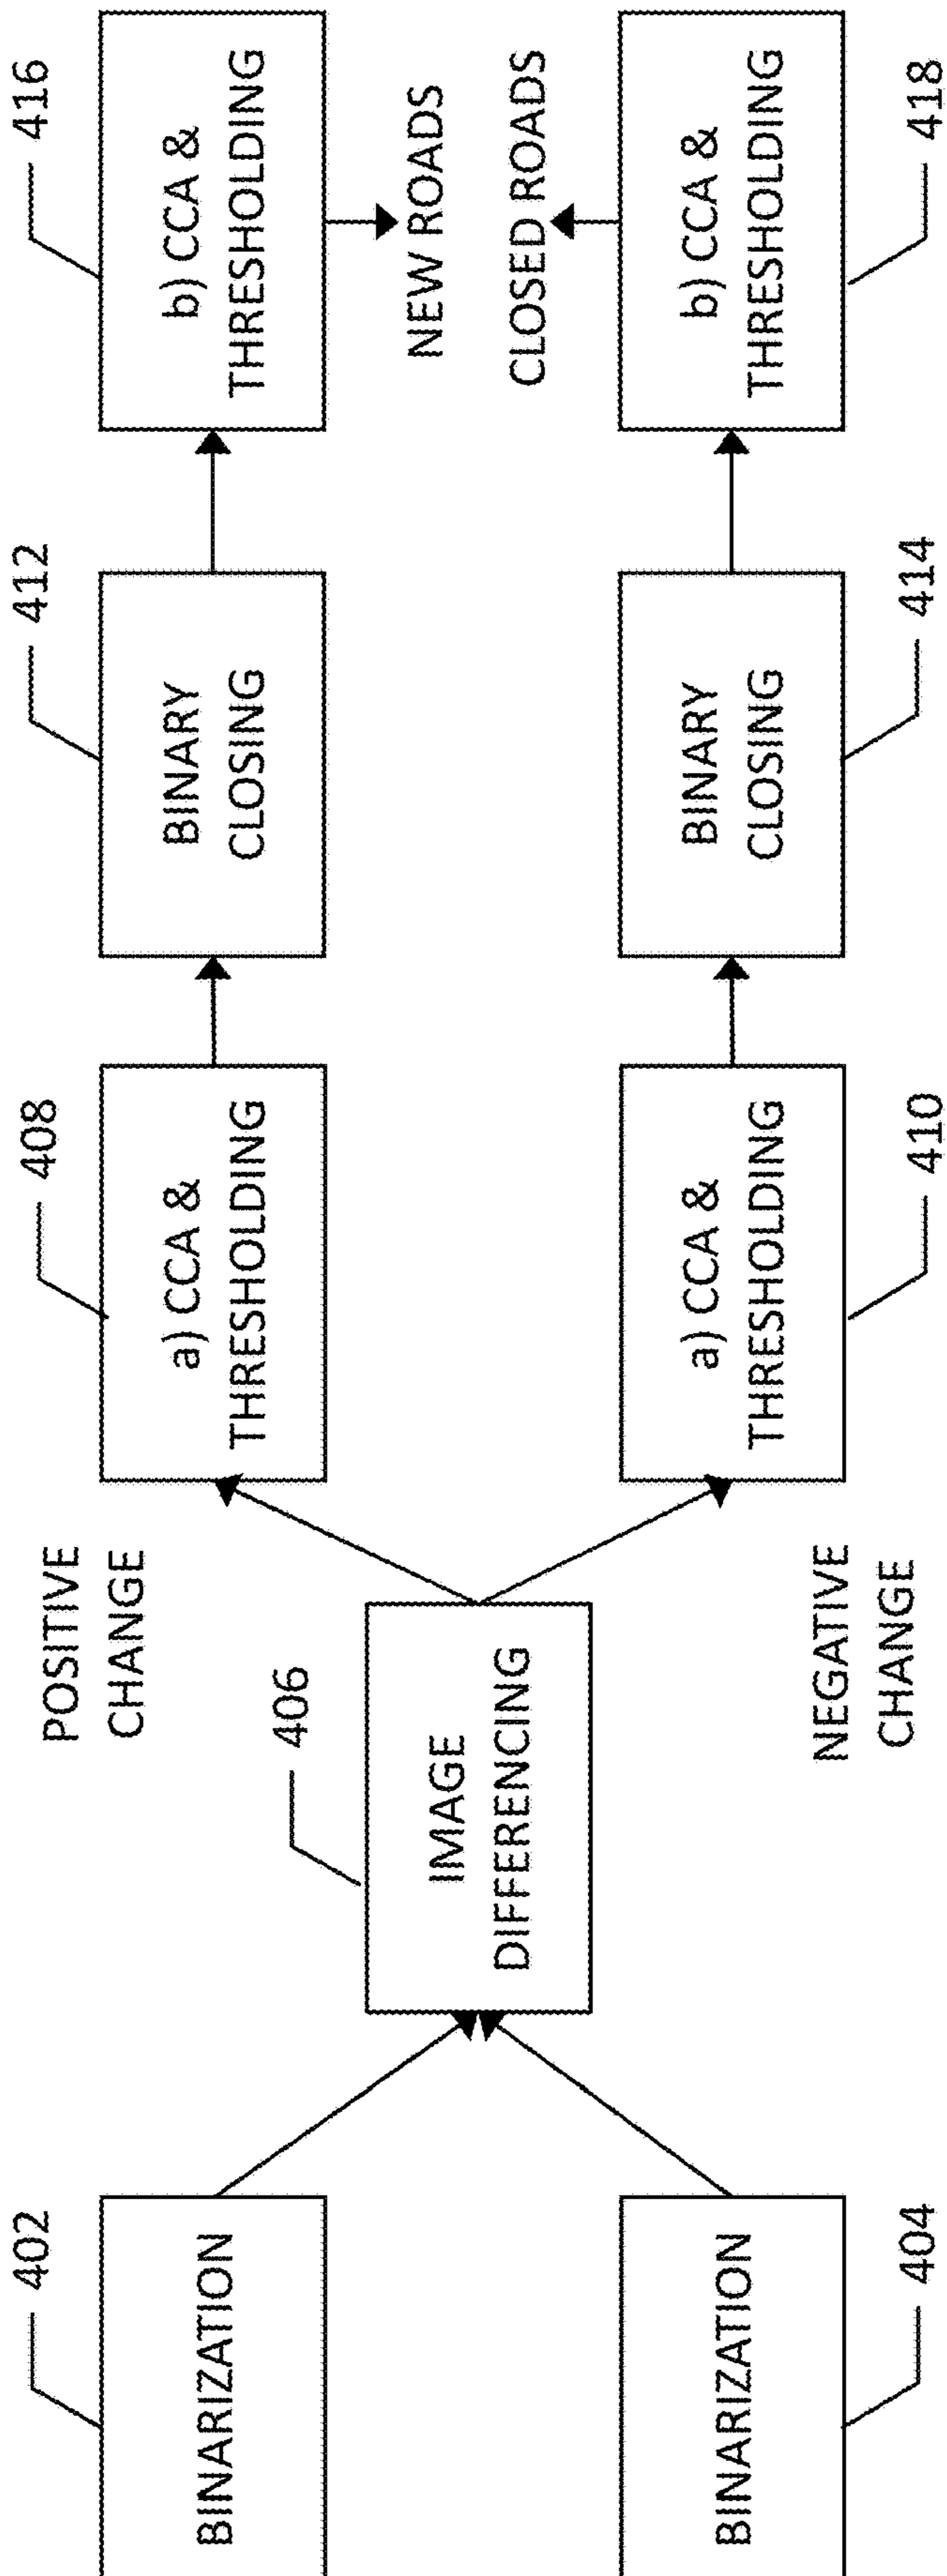 402
BINARIZATION
BINARIZATION
404
406
IMAGE
DIFFERENCING
POSITIVE
CHANGE
NEGATIVE
CHANGE
408
a) CCA &
THRESHOLDING
a) CCA &
THRESHOLDING
410
412
BINARY
CLOSING
BINARY
CLOSING
414
416
b) CCA &
THRESHOLDING
NEW ROADS
CLOSED ROADS
b) CCA &
THRESHOLDING
418